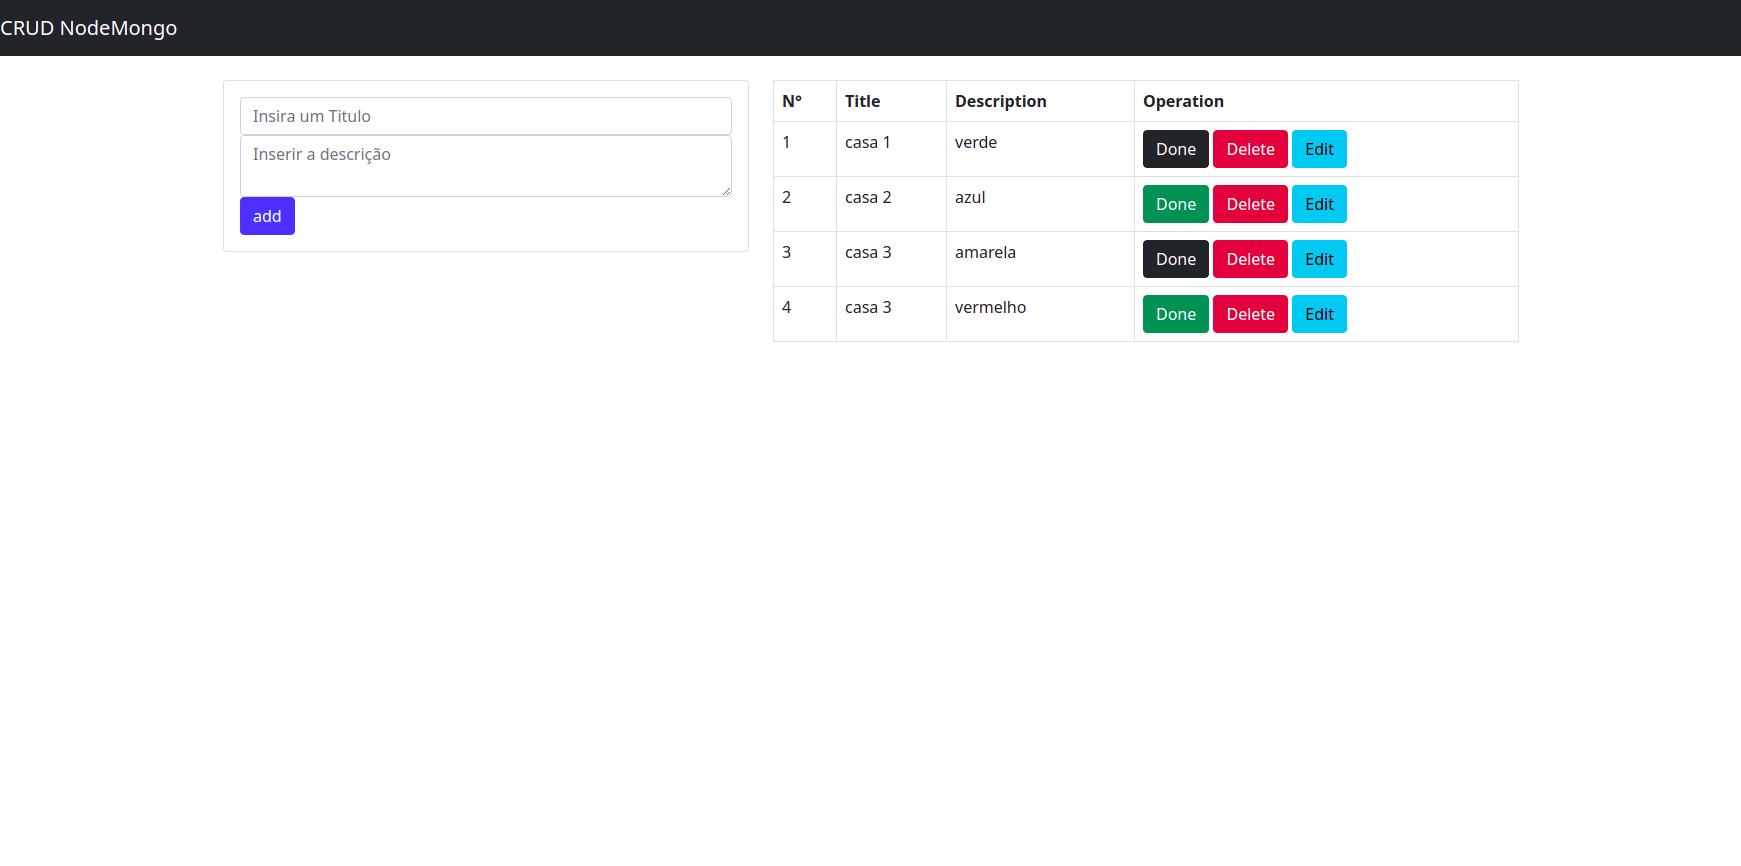 CRUD NodeMongo
Insira um Titulo
Inserir a descrição
add
N° Title Description Operation
1 casa 1 verde Done Delete Edit
2 casa 2 azul Done Delete Edit
3 casa 3 amarela Done Delete Edit
4 casa 3 vermelho Done Delete Edit